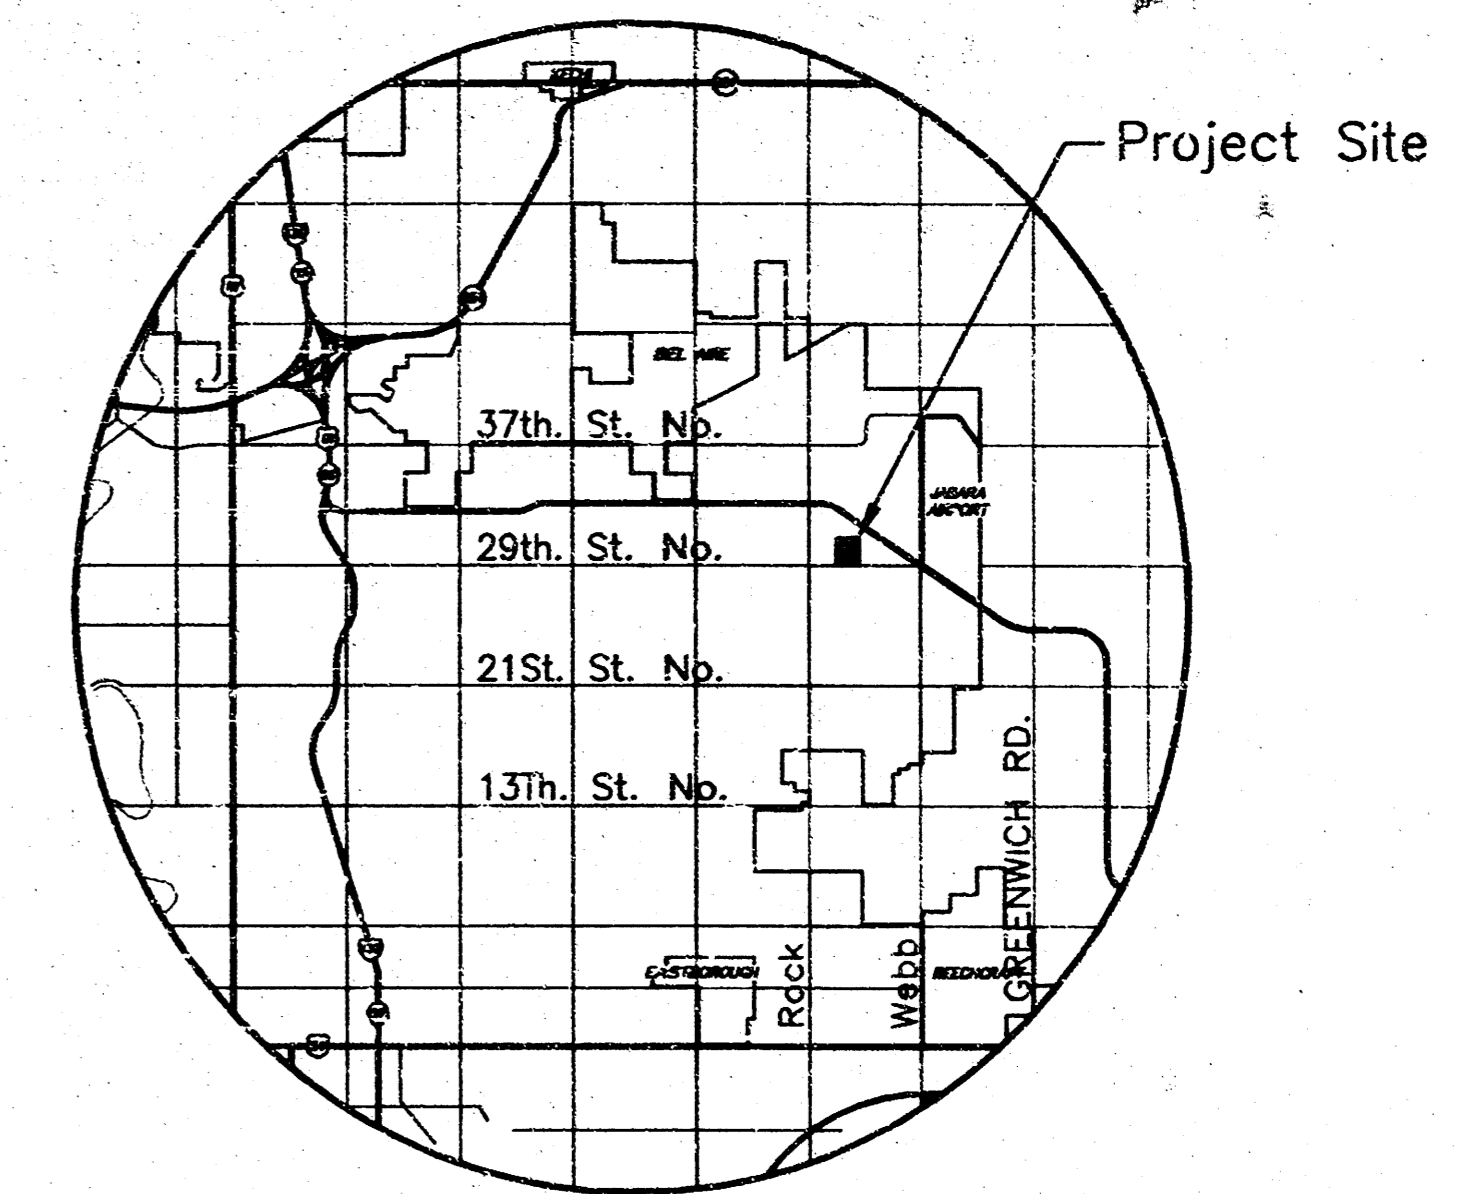 Project Site
BEL AIRE
37th. St. No.
JABARA
AIRPORT
29th. St. No.
21St. St. No.
13Th. St. No.
GREENWICH RD.
Rock
Webb
EASTBOROUGH
BEECHCRAFT